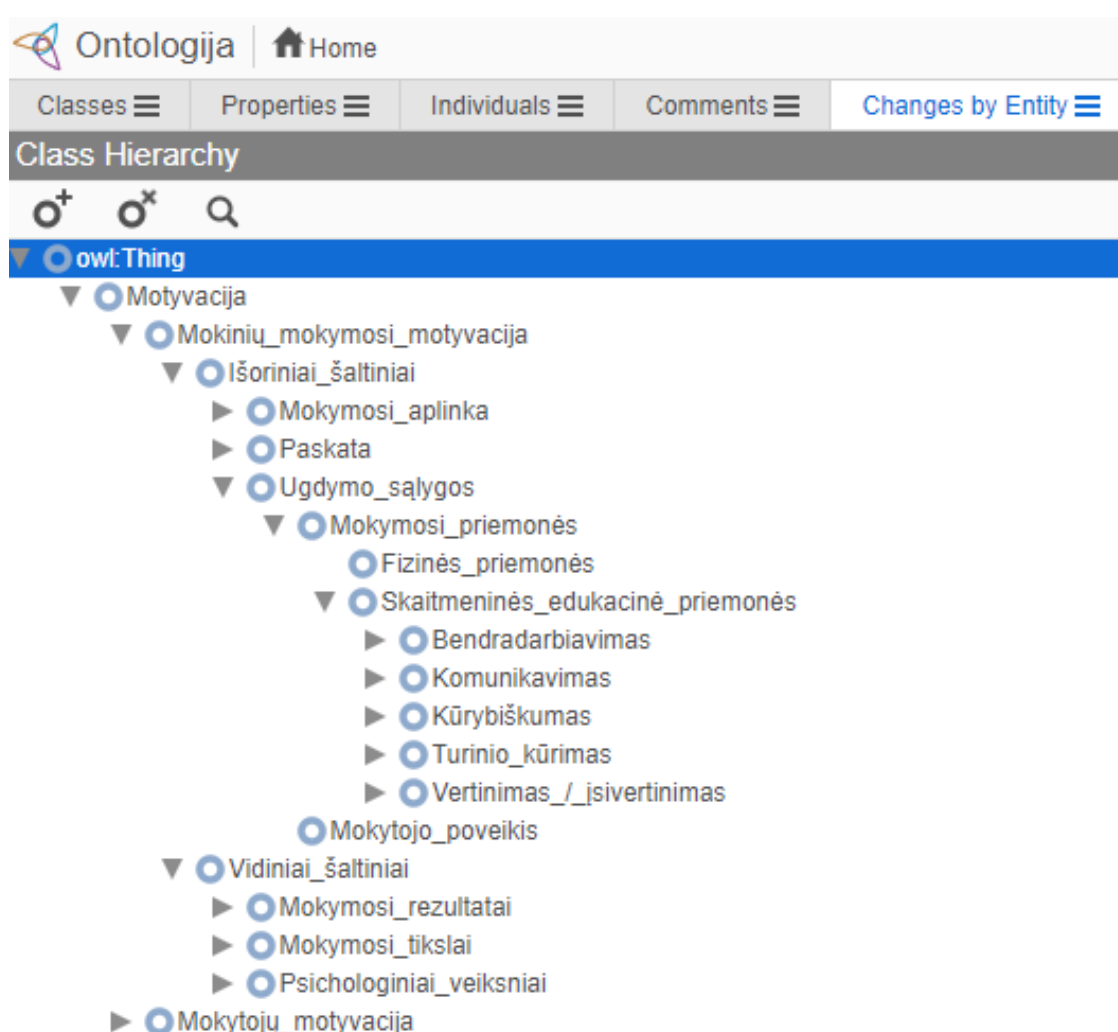 Ontologija Home
Classes Properties Individuals Comments Changes by Entity
Class Hierarchy
owl:Thing
Motyvacija
Mokinių_mokymosi_motyvacija
Išoriniai_šaltiniai
Mokymosi_aplinka
Paskata
Ugdymo_sąlygos
Mokymosi_priemonės
Fizinės_priemonės
Skaitmeninės_edukacinė_priemonės
Bendradarbiavimas
Komunikavimas
Kūrybiškumas
Turinio_kūrimas
Vertinimas_/_įsivertinimas
Mokytojo_poveikis
Vidiniai_šaltiniai
Mokymosi_rezultatai
Mokymosi_tikslai
Psichologiniai_veiksniai
Mokytojų_motyvacija